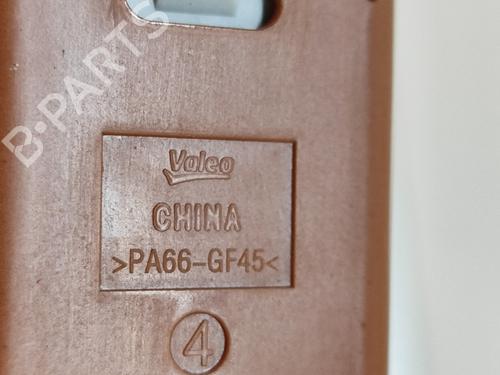 B-PARTS
Valeo
CHINA
>PA66-GF45<
4